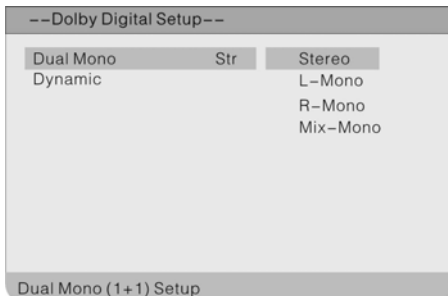 --Dolby Digital Setup--
Dual Mono Str Stereo
Dynamic L-Mono
R-Mono
Mix-Mono
Dual Mono (1+1) Setup